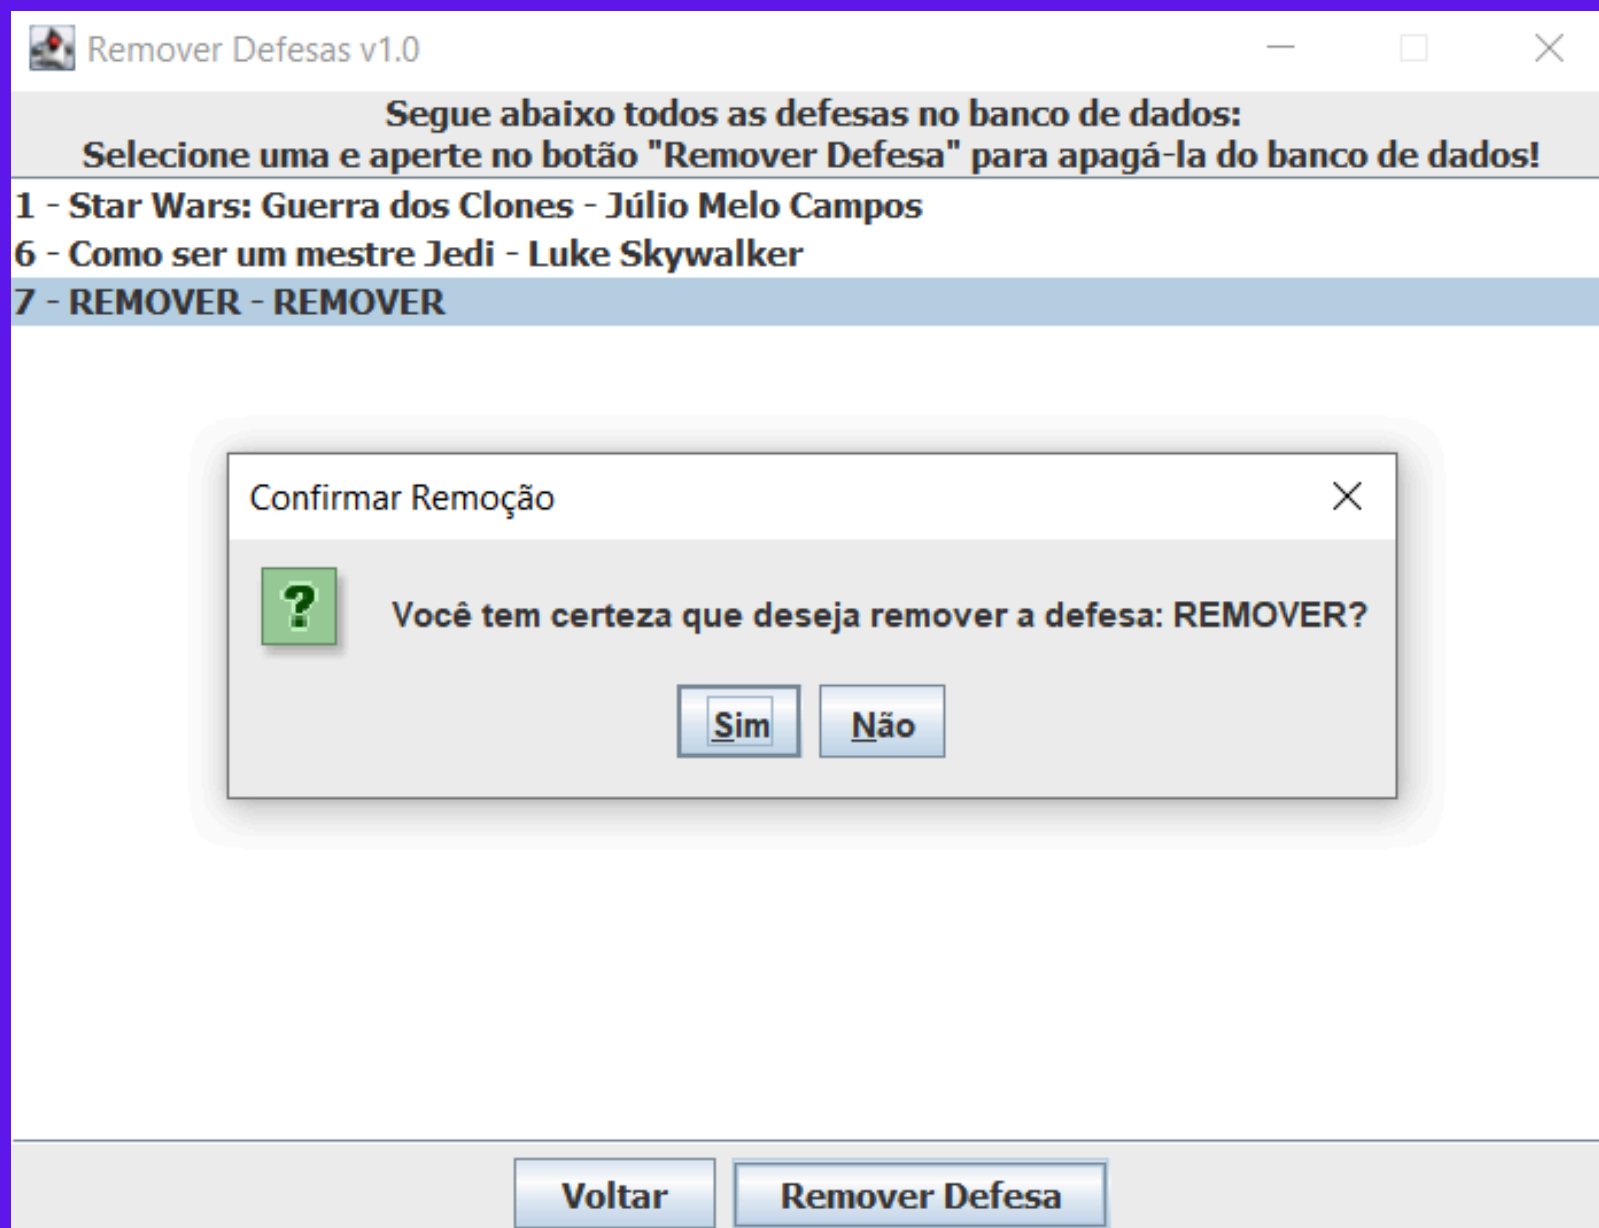 Remover Defesas v1.0
Segue abaixo todos as defesas no banco de dados:
Selecione uma e aperte no botão "Remover Defesa" para apagá-la do banco de dados!
1 - Star Wars: Guerra dos Clones - Júlio Melo Campos
6 - Como ser um mestre Jedi - Luke Skywalker
7 - REMOVER - REMOVER
Confirmar Remoção
?
Você tem certeza que deseja remover a defesa: REMOVER?
Sim Não
Voltar Remover Defesa